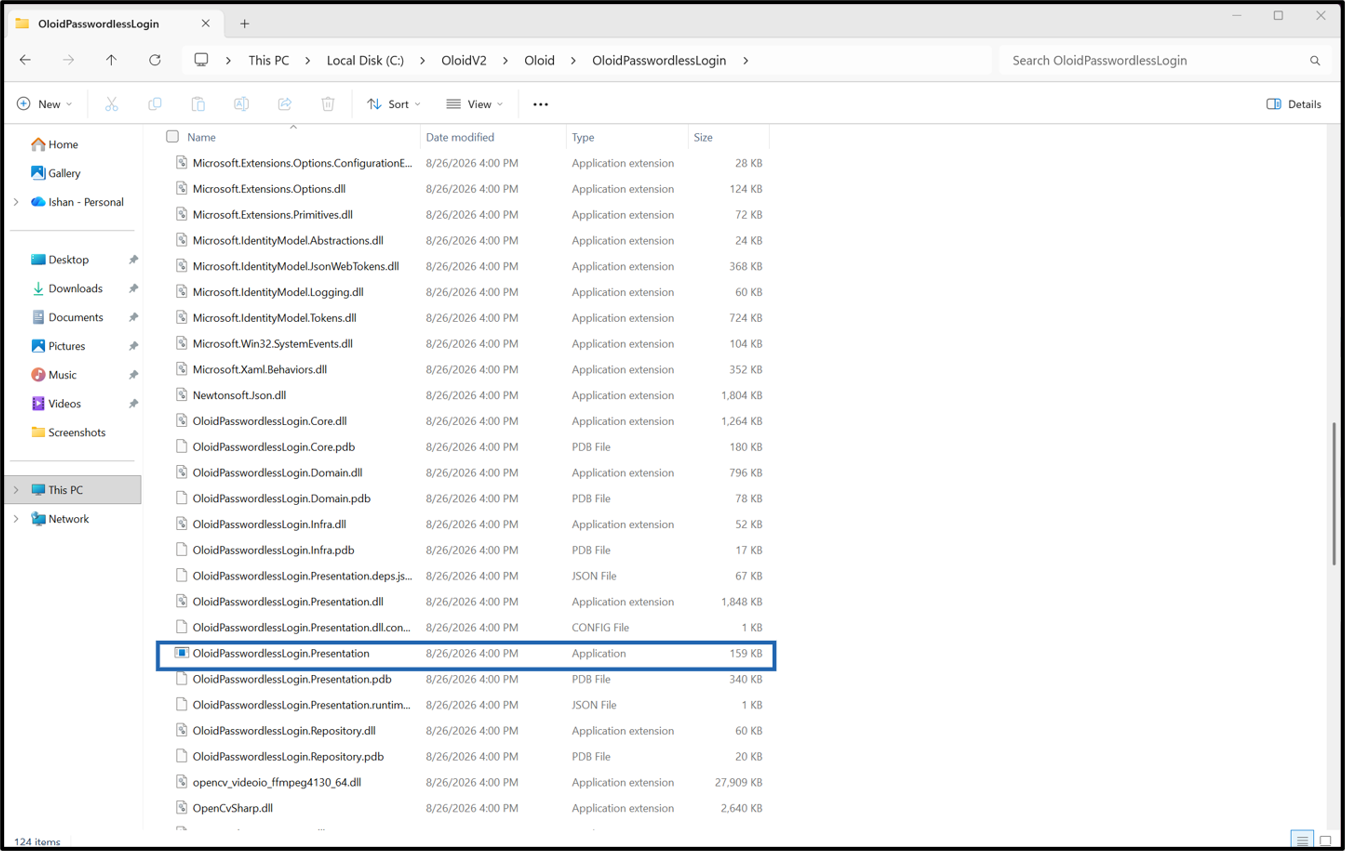 OloidPasswordlessLogin
This PC > Local Disk (C:) > OloidV2 > Oloid > OloidPasswordlessLogin >
Search OloidPasswordlessLogin
New
Sort
View
Details
Home
Gallery
Ishan - Personal
Desktop
Downloads
Documents
Pictures
Music
Videos
Screenshots
This PC
Network
Name Date modified Type Size
Microsoft.Extensions.Options.ConfigurationE... 8/26/2026 4:00 PM Application extension 28 KB
Microsoft.Extensions.Options.dll 8/26/2026 4:00 PM Application extension 124 KB
Microsoft.Extensions.Primitives.dll 8/26/2026 4:00 PM Application extension 72 KB
Microsoft.IdentityModel.Abstractions.dll 8/26/2026 4:00 PM Application extension 24 KB
Microsoft.IdentityModel.JsonWebTokens.dll 8/26/2026 4:00 PM Application extension 368 KB
Microsoft.IdentityModel.Logging.dll 8/26/2026 4:00 PM Application extension 60 KB
Microsoft.IdentityModel.Tokens.dll 8/26/2026 4:00 PM Application extension 724 KB
Microsoft.Win32.SystemEvents.dll 8/26/2026 4:00 PM Application extension 104 KB
Microsoft.Xaml.Behaviors.dll 8/26/2026 4:00 PM Application extension 352 KB
Newtonsoft.Json.dll 8/26/2026 4:00 PM Application extension 1,804 KB
OloidPasswordlessLogin.Core.dll 8/26/2026 4:00 PM Application extension 1,264 KB
OloidPasswordlessLogin.Core.pdb 8/26/2026 4:00 PM PDB File 180 KB
OloidPasswordlessLogin.Domain.dll 8/26/2026 4:00 PM Application extension 796 KB
OloidPasswordlessLogin.Domain.pdb 8/26/2026 4:00 PM PDB File 78 KB
OloidPasswordlessLogin.Infra.dll 8/26/2026 4:00 PM Application extension 52 KB
OloidPasswordlessLogin.Infra.pdb 8/26/2026 4:00 PM PDB File 17 KB
OloidPasswordlessLogin.Presentation.deps.js... 8/26/2026 4:00 PM JSON File 67 KB
OloidPasswordlessLogin.Presentation.dll 8/26/2026 4:00 PM Application extension 1,848 KB
OloidPasswordlessLogin.Presentation.dll.con... 8/26/2026 4:00 PM CONFIG File 1 KB
OloidPasswordlessLogin.Presentation 8/26/2026 4:00 PM Application 159 KB
OloidPasswordlessLogin.Presentation.pdb 8/26/2026 4:00 PM PDB File 340 KB
OloidPasswordlessLogin.Presentation.runtim... 8/26/2026 4:00 PM JSON File 1 KB
OloidPasswordlessLogin.Repository.dll 8/26/2026 4:00 PM Application extension 60 KB
OloidPasswordlessLogin.Repository.pdb 8/26/2026 4:00 PM PDB File 20 KB
opencv_videoio_ffmpeg4130_64.dll 8/26/2026 4:00 PM Application extension 27,909 KB
OpenCvSharp.dll 8/26/2026 4:00 PM Application extension 2,640 KB
124 items